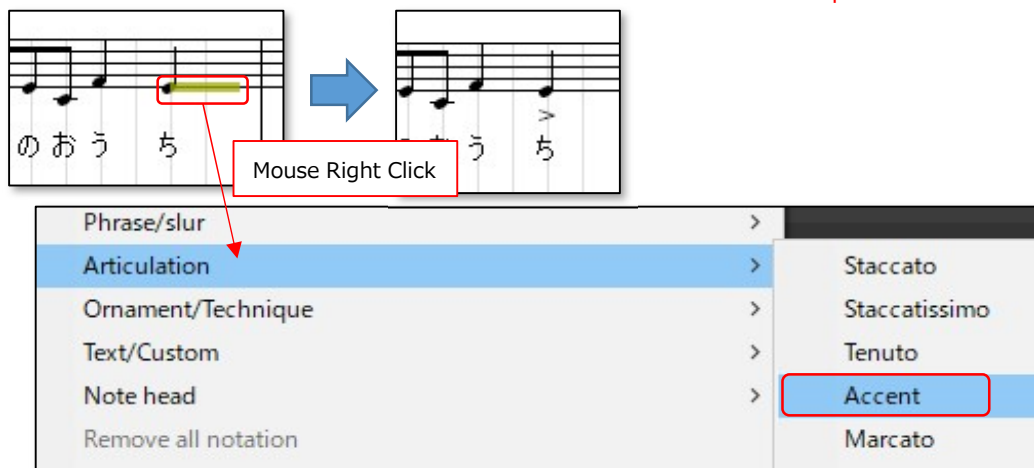 のおうち
うち
Mouse Right Click
Phrase/slur
Articulation
Ornament/Technique
Text/Custom
Note head
Remove all notation
Staccato
Staccatissimo
Tenuto
Accent
Marcato